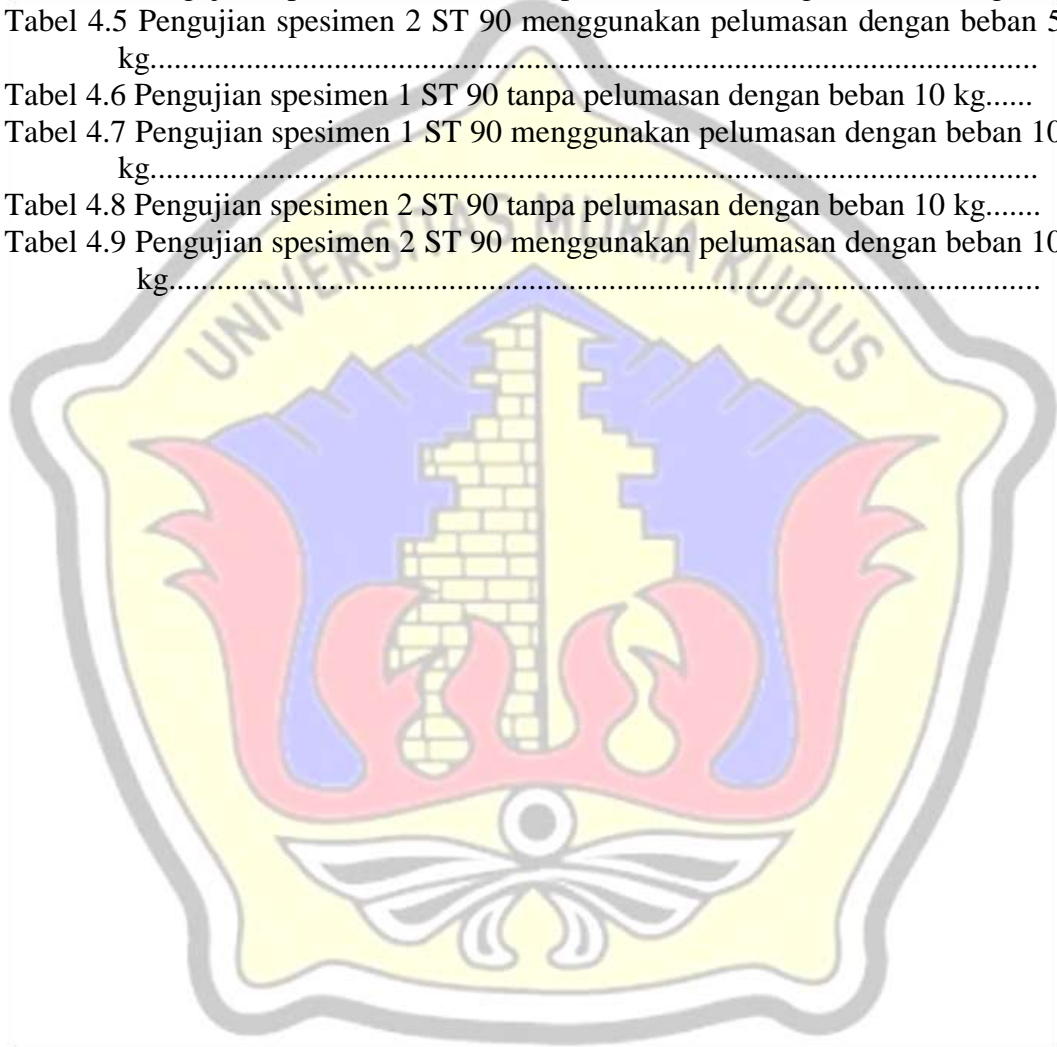 Tabel 4.5 Pengujian spesimen 2 ST 90 menggunakan pelumasan dengan beban 5
kg.................................................................................................................
Tabel 4.6 Pengujian spesimen 1 ST 90 tanpa pelumasan dengan beban 10 kg......
Tabel 4.7 Pengujian spesimen 1 ST 90 menggunakan pelumasan dengan beban 10
kg.................................................................................................................
Tabel 4.8 Pengujian spesimen 2 ST 90 tanpa pelumasan dengan beban 10 kg.......
Tabel 4.9 Pengujian spesimen 2 ST 90 menggunakan pelumasan dengan beban 10
kg...............................................................................................................
UNIVERSITAS MURIA KUDUS